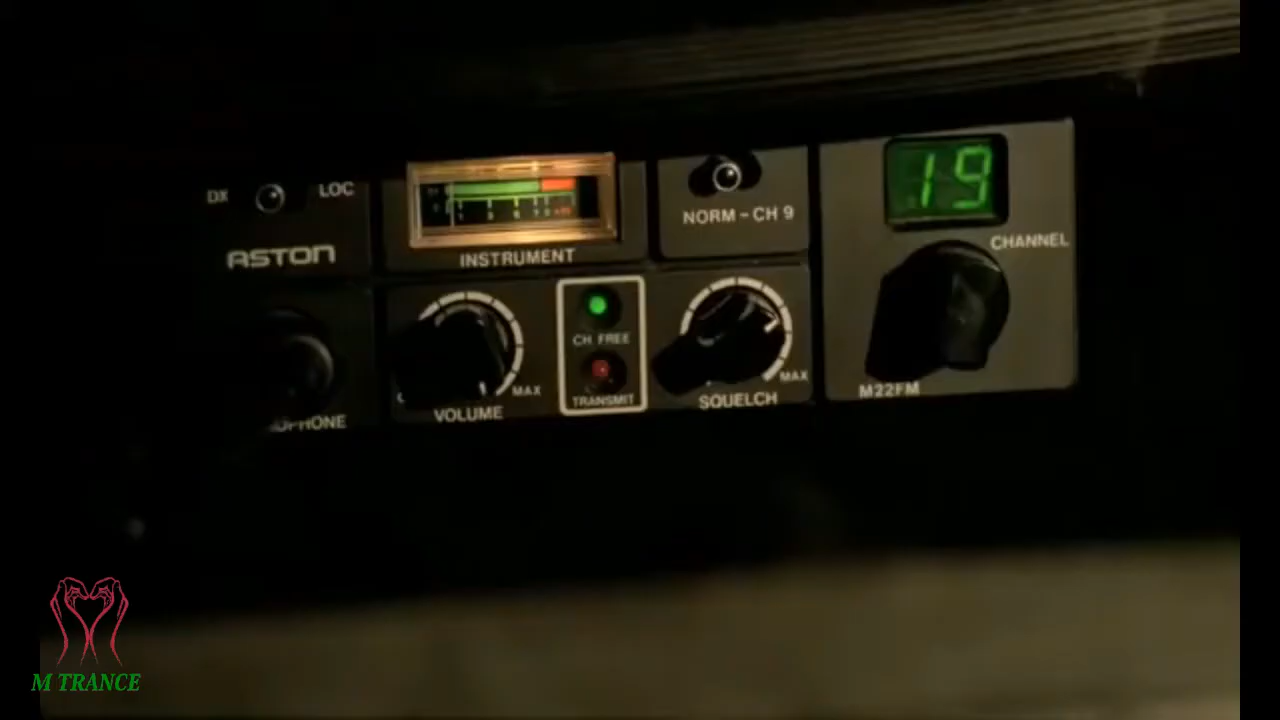 DX
LOC
ASTON
INSTRUMENT
NORM - CH 9
19
CHANNEL
CH FREE
TRANSMIT
MAX
VOLUME
MAX
SQUELCH
M22FM
M TRANCE